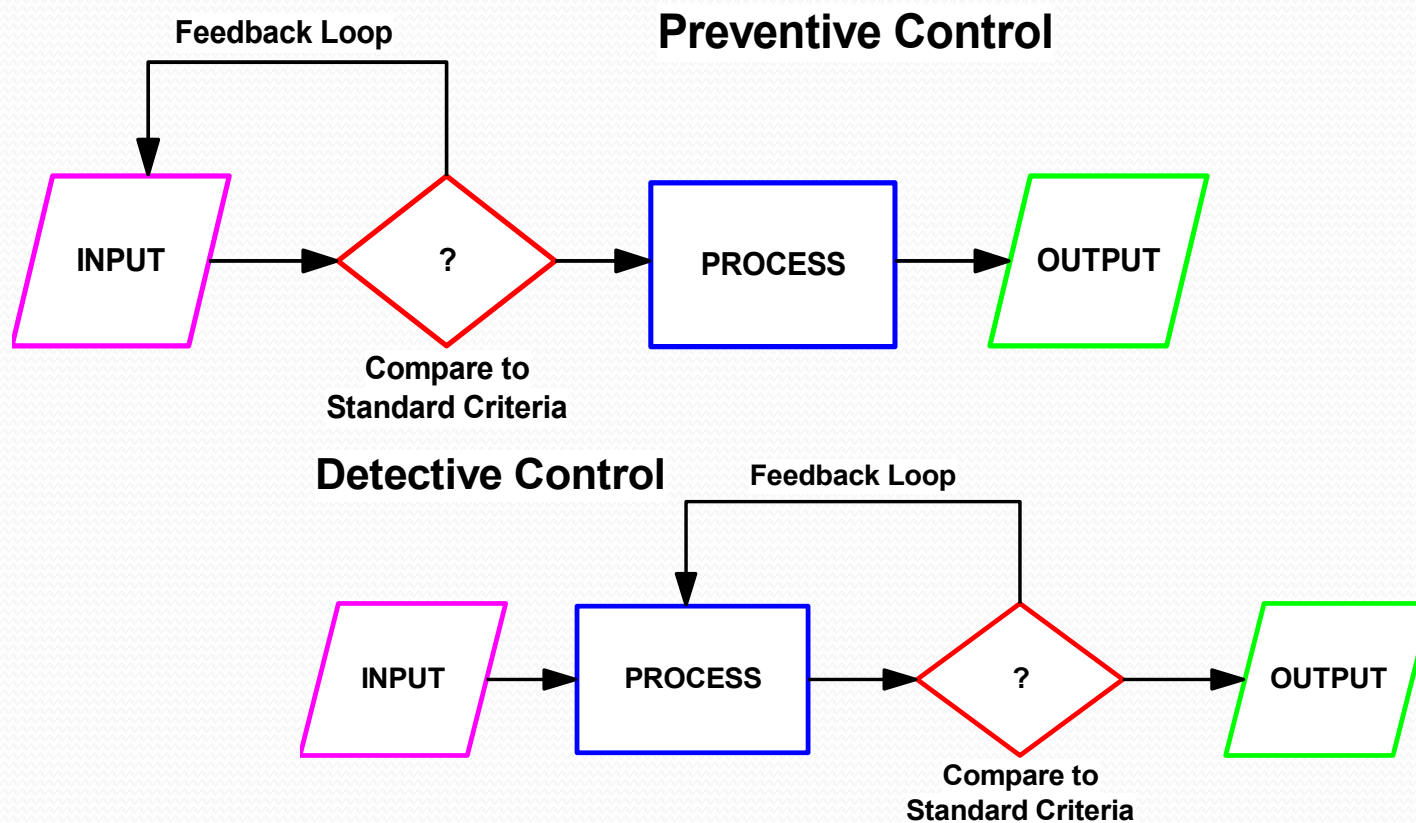 Preventive Control
Feedback Loop
INPUT
?
PROCESS
OUTPUT
Compare to
Standard Criteria
Detective Control
Feedback Loop
INPUT
PROCESS
?
OUTPUT
Compare to
Standard Criteria